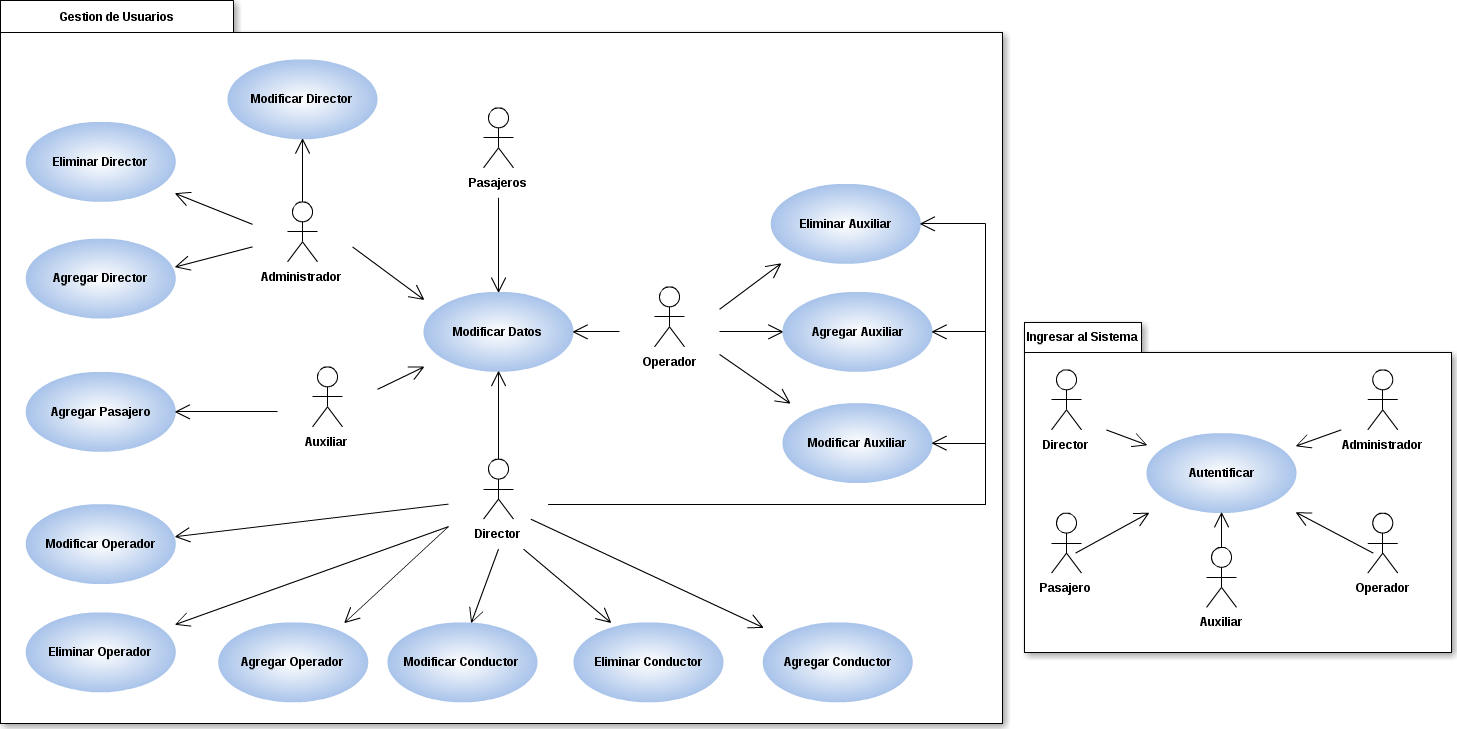 Gestion de Usuarios
Modificar Director
Eliminar Director
Pasajeros
Eliminar Auxiliar
Agregar Director
Administrador
Modificar Datos
Agregar Auxiliar
Operador
Agregar Pasajero
Auxiliar
Modificar Auxiliar
Director
Modificar Operador
Eliminar Operador
Agregar Operador
Modificar Conductor
Eliminar Conductor
Agregar Conductor
Ingresar al Sistema
Director
Administrador
Autentificar
Pasajero
Operador
Auxiliar